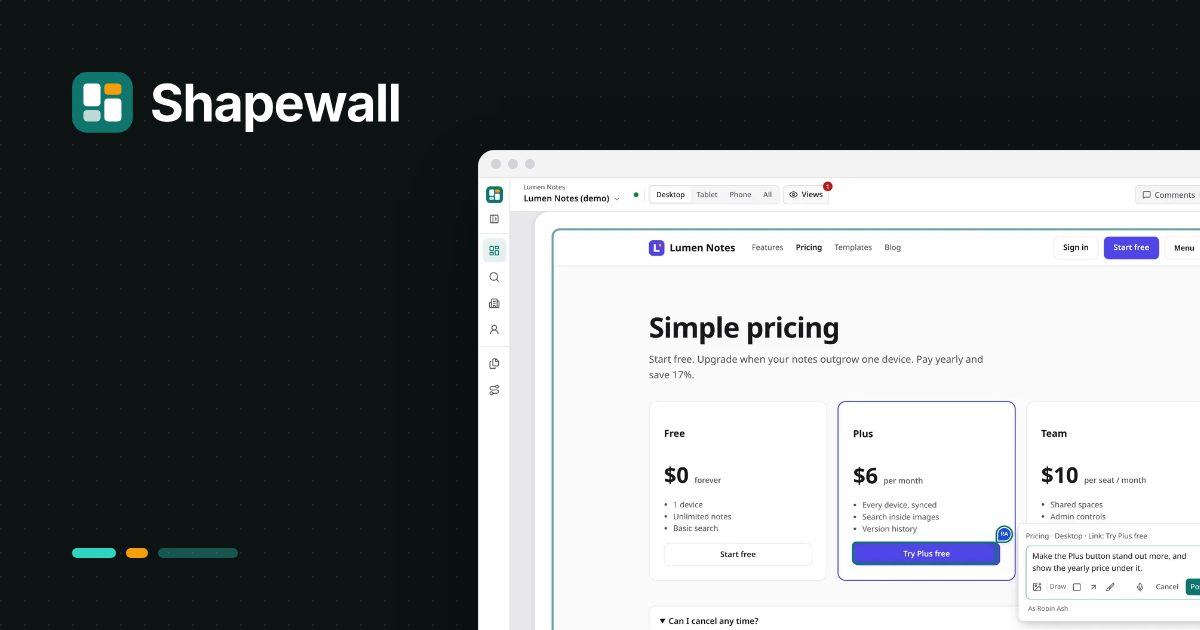 Shapewall
Lumen Notes
Lumen Notes (demo)
Desktop Tablet Phone All
Views
1
Comments
L
Lumen Notes
Features Pricing Templates Blog
Sign in
Start free
Menu
Simple pricing
Start free. Upgrade when your notes outgrow one device. Pay yearly and
save 17%.
Free
$0 forever
• 1 device
• Unlimited notes
• Basic search
Start free
Plus
$6 per month
• Every device, synced
• Search inside images
• Version history
Try Plus free
RA
Team
$10 per seat / month
• Shared spaces
• Admin controls
Pricing · Desktop · Link: Try Plus free
Make the Plus button stand out more, and
show the yearly price under it.
Draw
Cancel
Po
As Robin Ash
▼ Can I cancel any time?